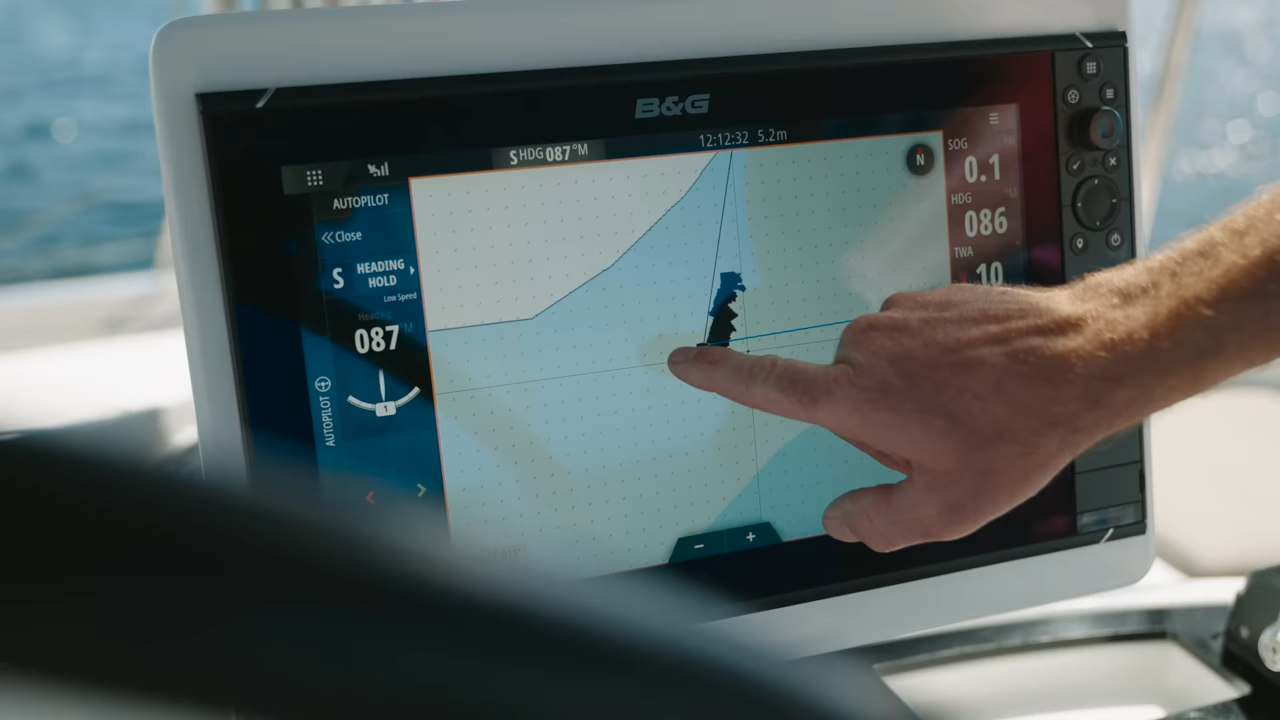 B&G
12:12:32 5.2m
S HDG 087°M
SOG
0.1
HDG °M
086
TWA
10
N
AUTOPILOT
Close
S HEADING HOLD
Low Speed
Heading
087 °M
1
AUTOPILOT
- +